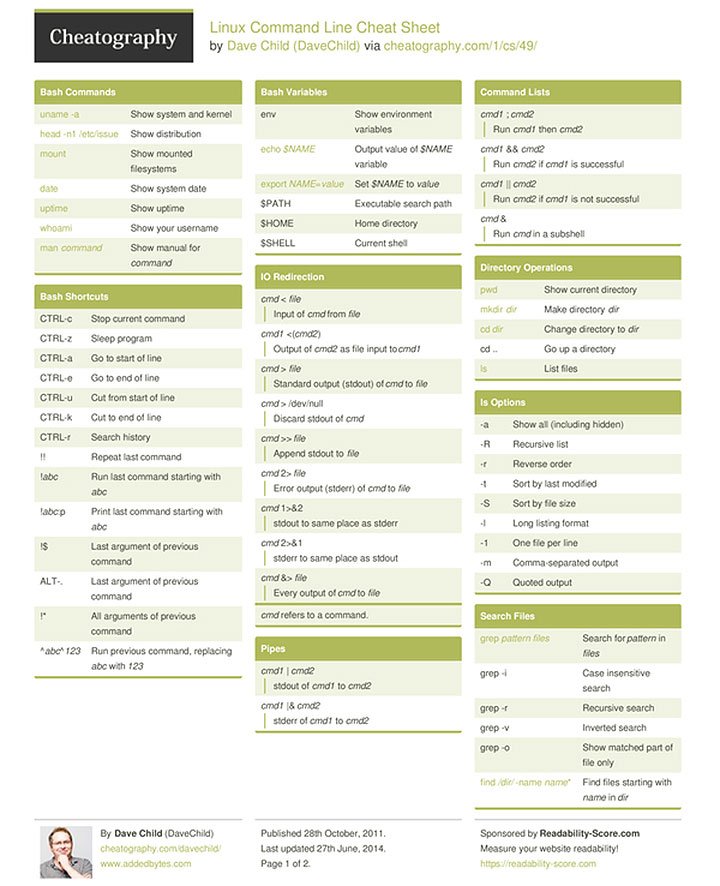 Cheatography
Linux Command Line Cheat Sheet
by Dave Child (DaveChild) via cheatography.com/1/cs/49/
Bash Commands
uname -a Show system and kernel
head -n1 /etc/issue Show distribution
mount Show mounted
filesystems
date Show system date
uptime Show uptime
whoami Show your username
man command Show manual for
command
Bash Shortcuts
CTRL-c Stop current command
CTRL-z Sleep program
CTRL-a Go to start of line
CTRL-e Go to end of line
CTRL-u Cut from start of line
CTRL-k Cut to end of line
CTRL-r Search history
!! Repeat last command
!abc Run last command starting with
abc
!abc:p Print last command starting with
abc
!$ Last argument of previous
command
ALT-. Last argument of previous
command
!* All arguments of previous
command
^abc^123 Run previous command, replacing
abc with 123
Bash Variables
env Show environment
variables
echo $NAME Output value of $NAME
variable
export NAME=value Set $NAME to value
$PATH Executable search path
$HOME Home directory
$SHELL Current shell
IO Redirection
cmd < file
Input of cmd from file
cmd1 <(cmd2)
Output of cmd2 as file input to cmd1
cmd > file
Standard output (stdout) of cmd to file
cmd > /dev/null
Discard stdout of cmd
cmd >> file
Append stdout to file
cmd 2> file
Error output (stderr) of cmd to file
cmd 1>&2
stdout to same place as stderr
cmd 2>&1
stderr to same place as stdout
cmd &> file
Every output of cmd to file
cmd refers to a command.
Pipes
cmd1 | cmd2
stdout of cmd1 to cmd2
cmd1 |& cmd2
stderr of cmd1 to cmd2
Command Lists
cmd1 ; cmd2
Run cmd1 then cmd2
cmd1 && cmd2
Run cmd2 if cmd1 is successful
cmd1 || cmd2
Run cmd2 if cmd1 is not successful
cmd &
Run cmd in a subshell
Directory Operations
pwd Show current directory
mkdir dir Make directory dir
cd dir Change directory to dir
cd .. Go up a directory
ls List files
ls Options
-a Show all (including hidden)
-R Recursive list
-r Reverse order
-t Sort by last modified
-S Sort by file size
-l Long listing format
-1 One file per line
-m Comma-separated output
-Q Quoted output
Search Files
grep pattern files Search for pattern in
files
grep -i Case insensitive
search
grep -r Recursive search
grep -v Inverted search
grep -o Show matched part of
file only
find /dir/ -name name* Find files starting with
name in dir
By Dave Child (DaveChild)
cheatography.com/davechild/
www.addedbytes.com
Published 28th October, 2011.
Last updated 27th June, 2014.
Page 1 of 2.
Sponsored by Readability-Score.com
Measure your website readability!
https://readability-score.com